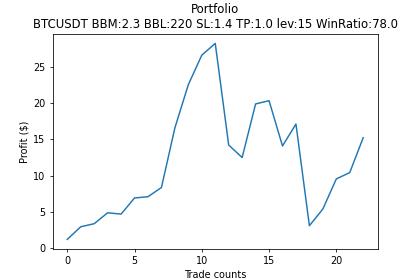 Portfolio
BTCUSDT BBM:2.3 BBL:220 SL:1.4 TP:1.0 lev:15 WinRatio:78.0
25
20
15
10
5
0
Profit ($)
0 5 10 15 20
Trade counts